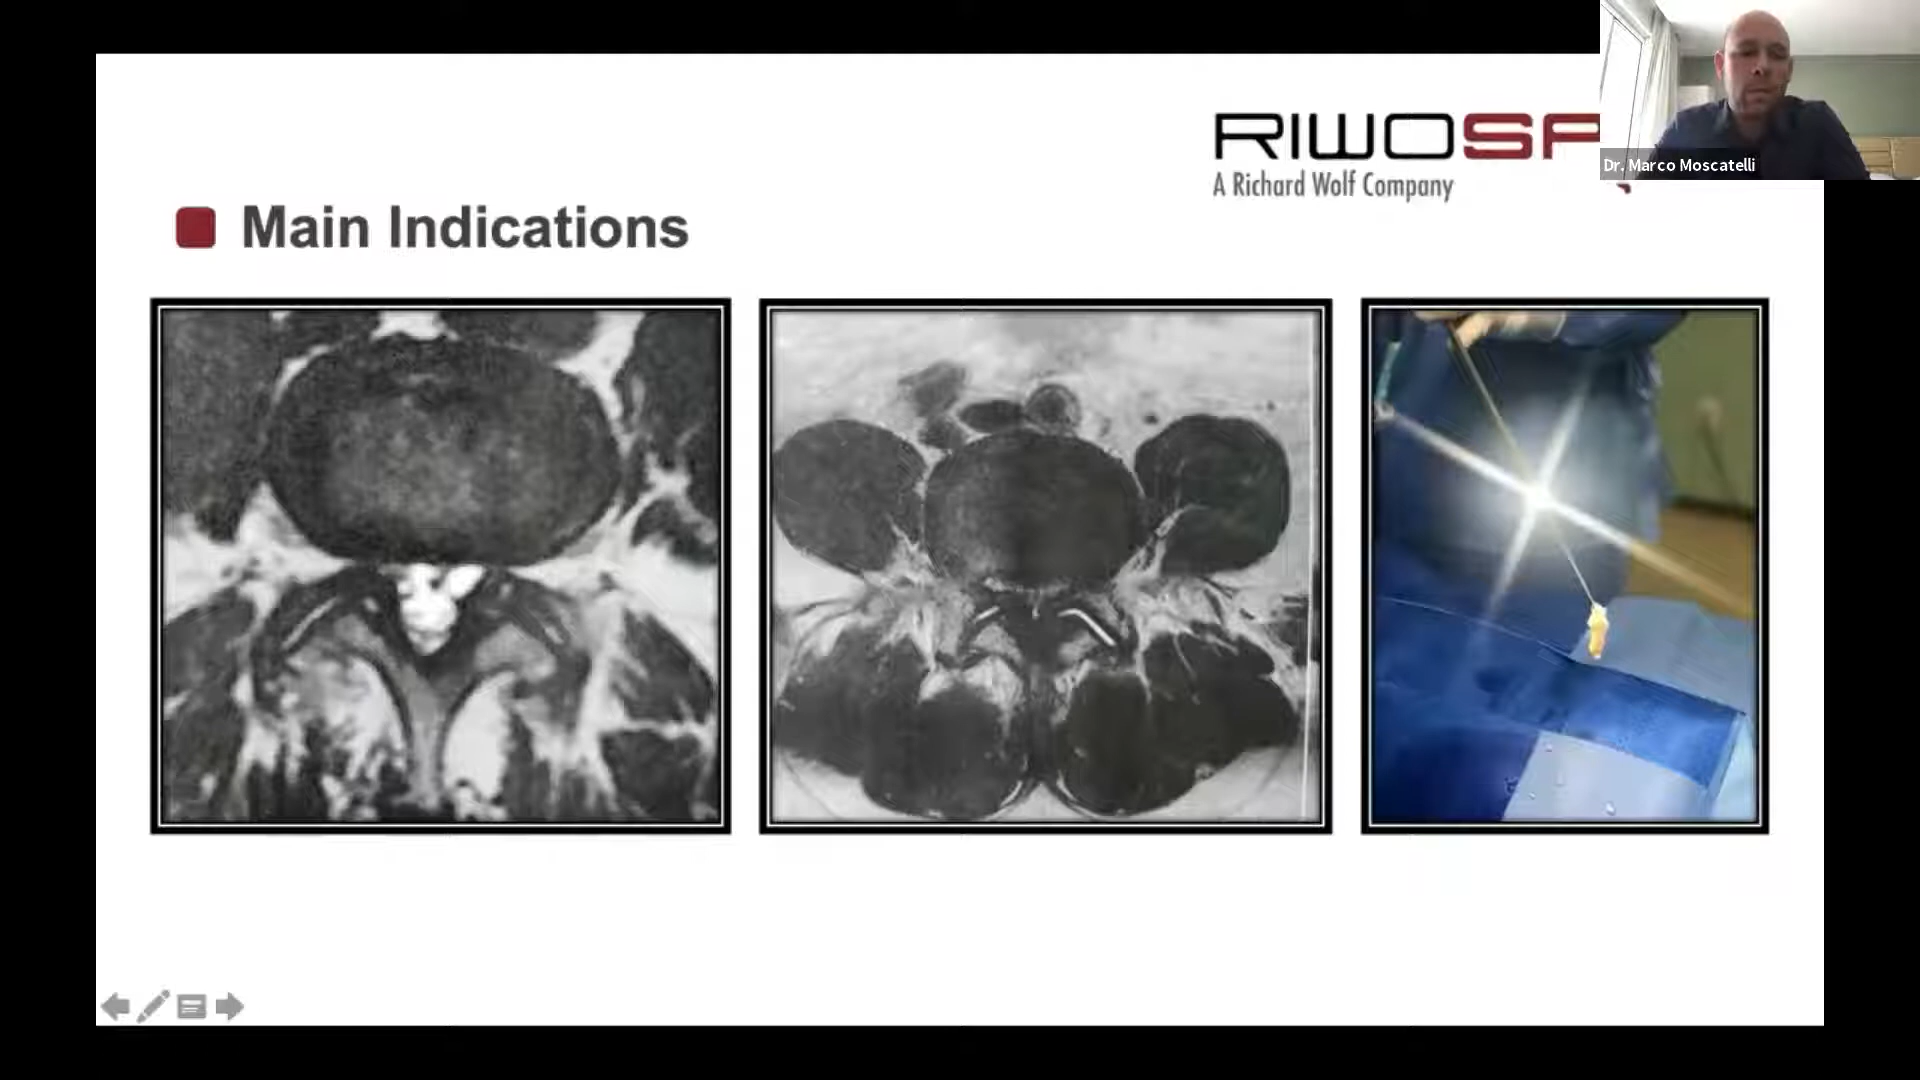 RIWOSP
A Richard Wolf Company
Dr. Marco Moscatelli
Main Indications